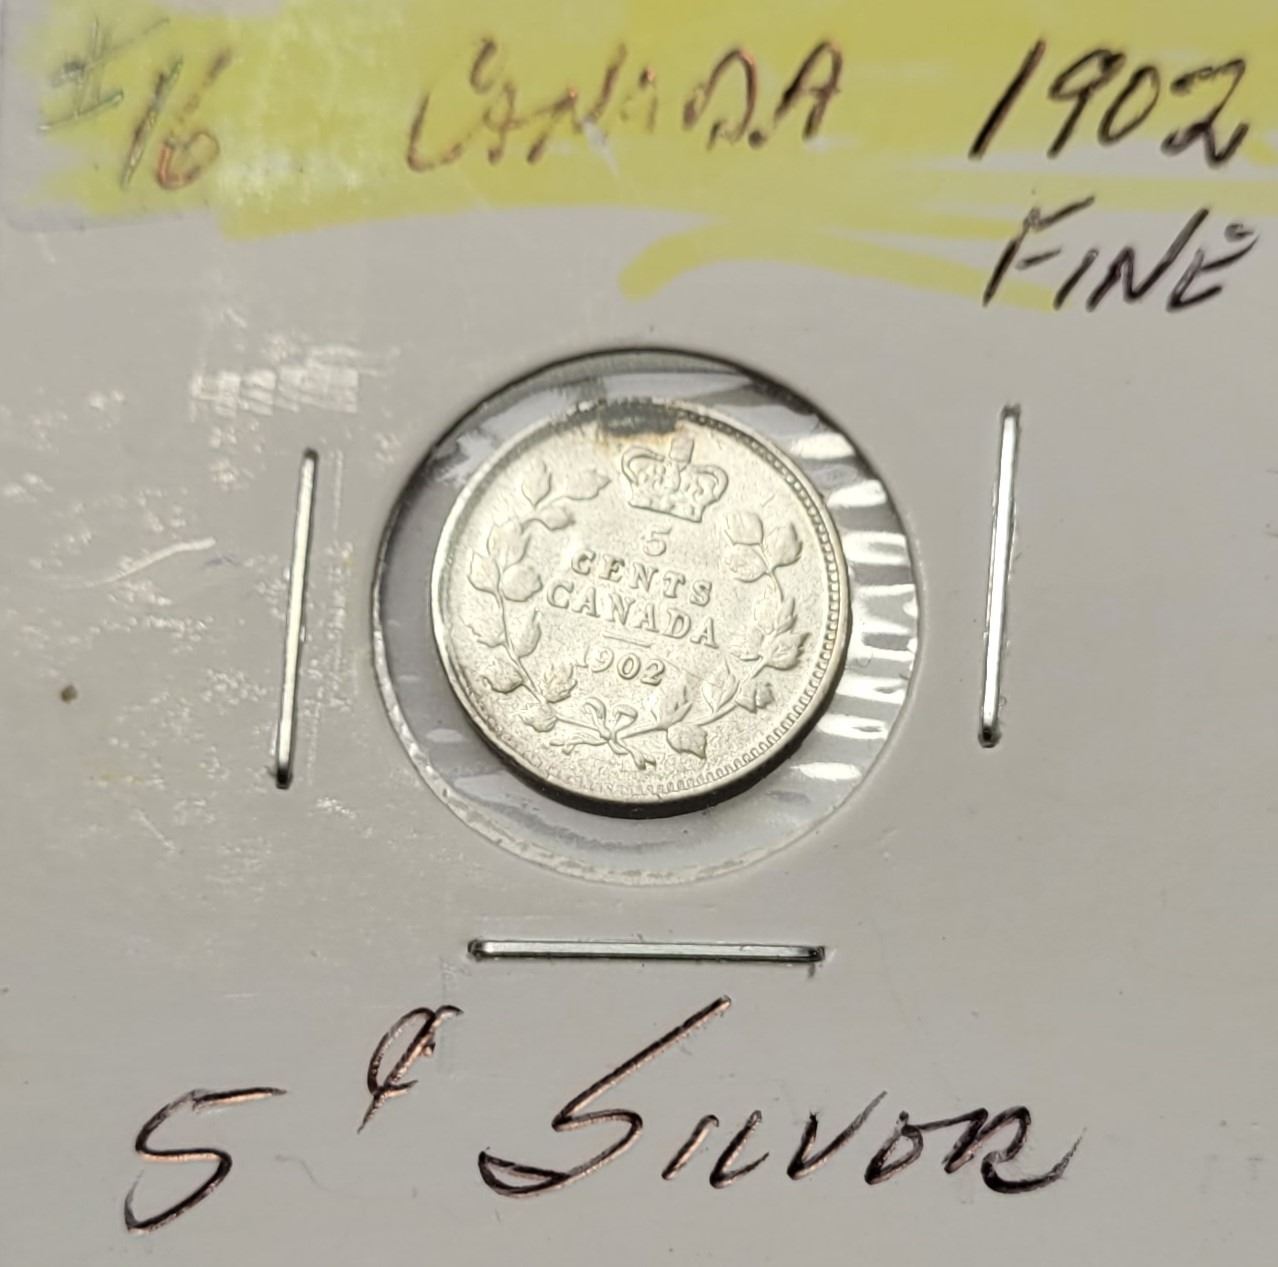 #16 CANADA 1902
FINE
5
CENTS
CANADA
1902
5¢ SILVER